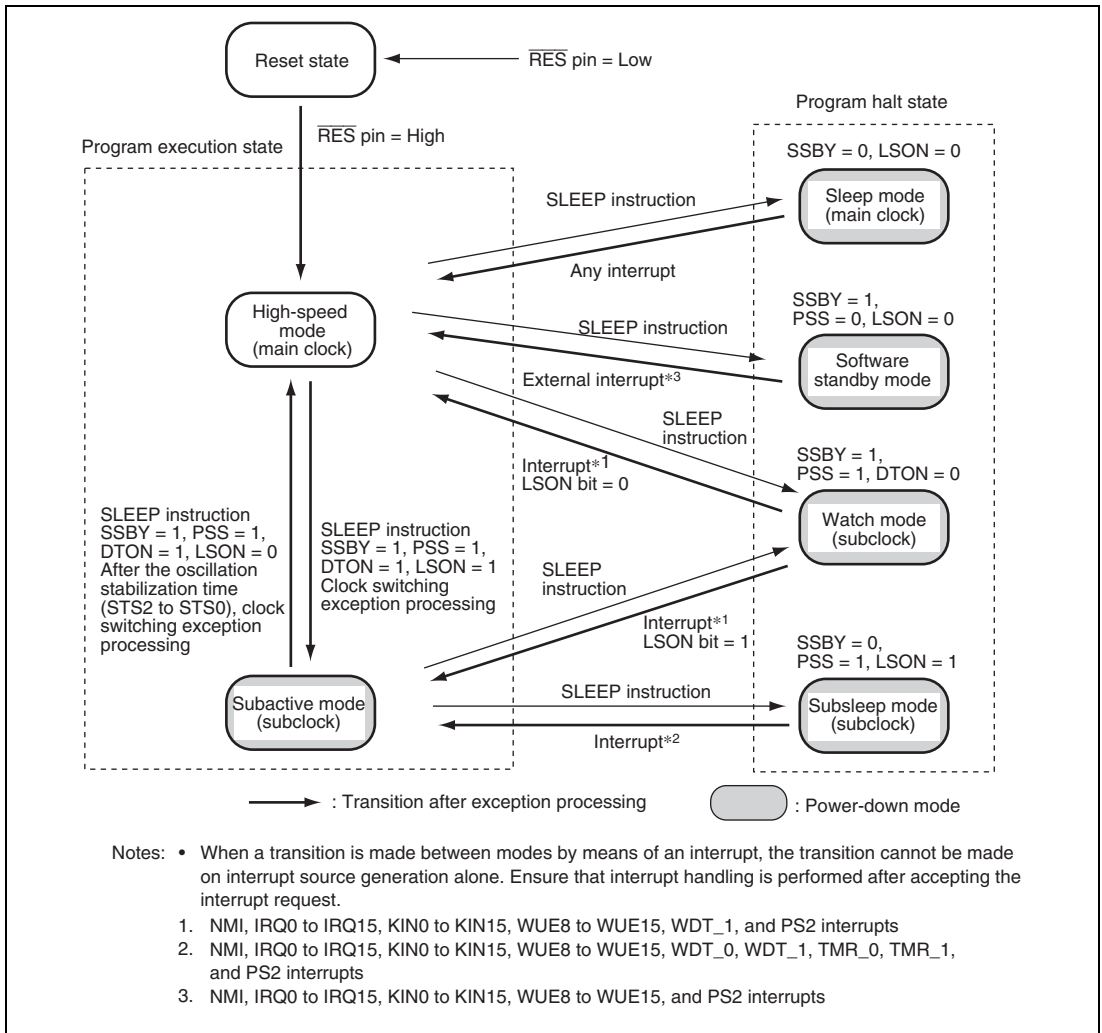 Reset state
RES pin = Low
Program halt state
RES pin = High
Program execution state
SSBY = 0, LSON = 0
SLEEP instruction
Sleep mode
(main clock)
Any interrupt
High-speed
mode
(main clock)
SSBY = 1,
PSS = 0, LSON = 0
SLEEP instruction
Software
standby mode
External interrupt*3
SLEEP
instruction
SSBY = 1,
PSS = 1, DTON = 0
Interrupt*1
LSON bit = 0
Watch mode
(subclock)
SLEEP instruction
SSBY = 1, PSS = 1,
DTON = 1, LSON = 0
After the oscillation
stabilization time
(STS2 to STS0), clock
switching exception
processing
SLEEP instruction
SSBY = 1, PSS = 1,
DTON = 1, LSON = 1
Clock switching
exception processing
SLEEP
instruction
Interrupt*1
LSON bit = 1
SSBY = 0,
PSS = 1, LSON = 1
Subactive mode
(subclock)
SLEEP instruction
Subsleep mode
(subclock)
Interrupt*2
: Transition after exception processing
: Power-down mode
Notes: • When a transition is made between modes by means of an interrupt, the transition cannot be made
on interrupt source generation alone. Ensure that interrupt handling is performed after accepting the
interrupt request.
1. NMI, IRQ0 to IRQ15, KIN0 to KIN15, WUE8 to WUE15, WDT_1, and PS2 interrupts
2. NMI, IRQ0 to IRQ15, KIN0 to KIN15, WUE8 to WUE15, WDT_0, WDT_1, TMR_0, TMR_1,
and PS2 interrupts
3. NMI, IRQ0 to IRQ15, KIN0 to KIN15, WUE8 to WUE15, and PS2 interrupts